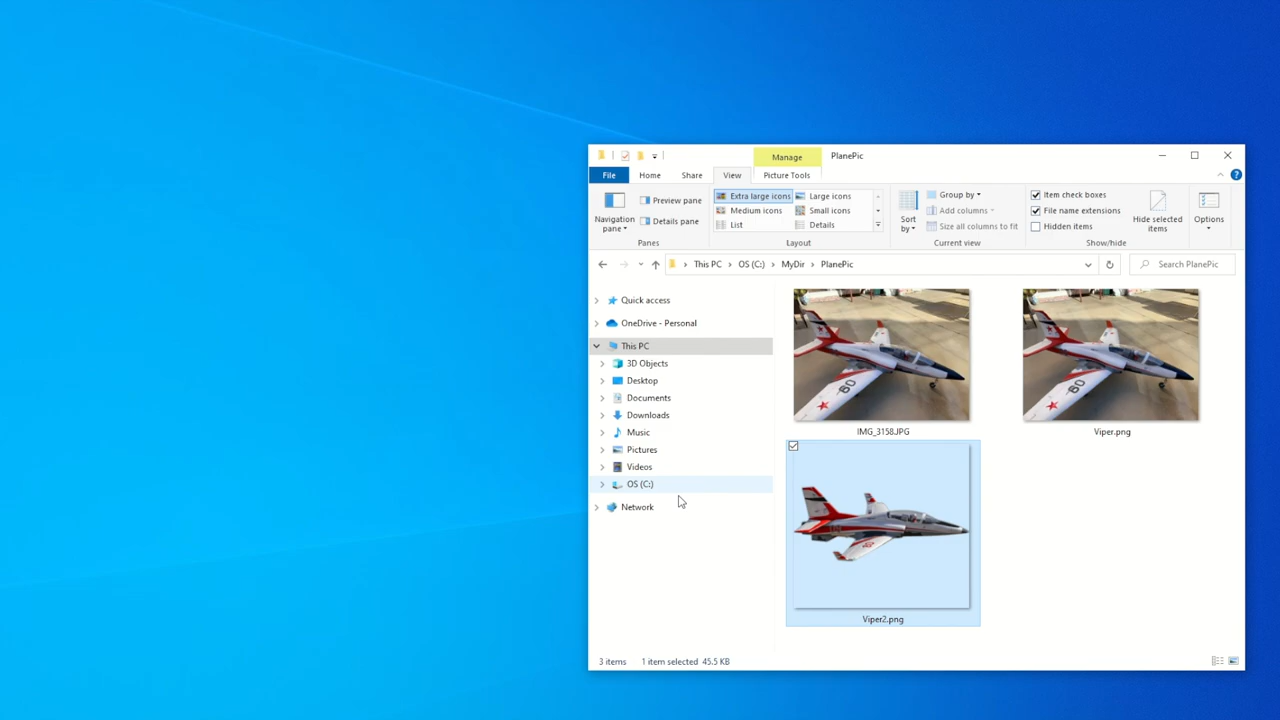 Manage
PlanePic
File
Home
Share
View
Picture Tools
Navigation pane
Preview pane
Details pane
Panes
Extra large icons
Large icons
Medium icons
Small icons
List
Details
Layout
Sort by
Group by
Add columns
Size all columns to fit
Current view
Item check boxes
File name extensions
Hidden items
Hide selected items
Show/hide
Options
This PC
OS (C:)
MyDir
PlanePic
Search PlanePic
Quick access
OneDrive - Personal
This PC
3D Objects
Desktop
Documents
Downloads
Music
Pictures
Videos
OS (C:)
Network
60
IMG_3158.JPG
60
Viper.png
Viper2.png
3 items
1 item selected 45.5 KB